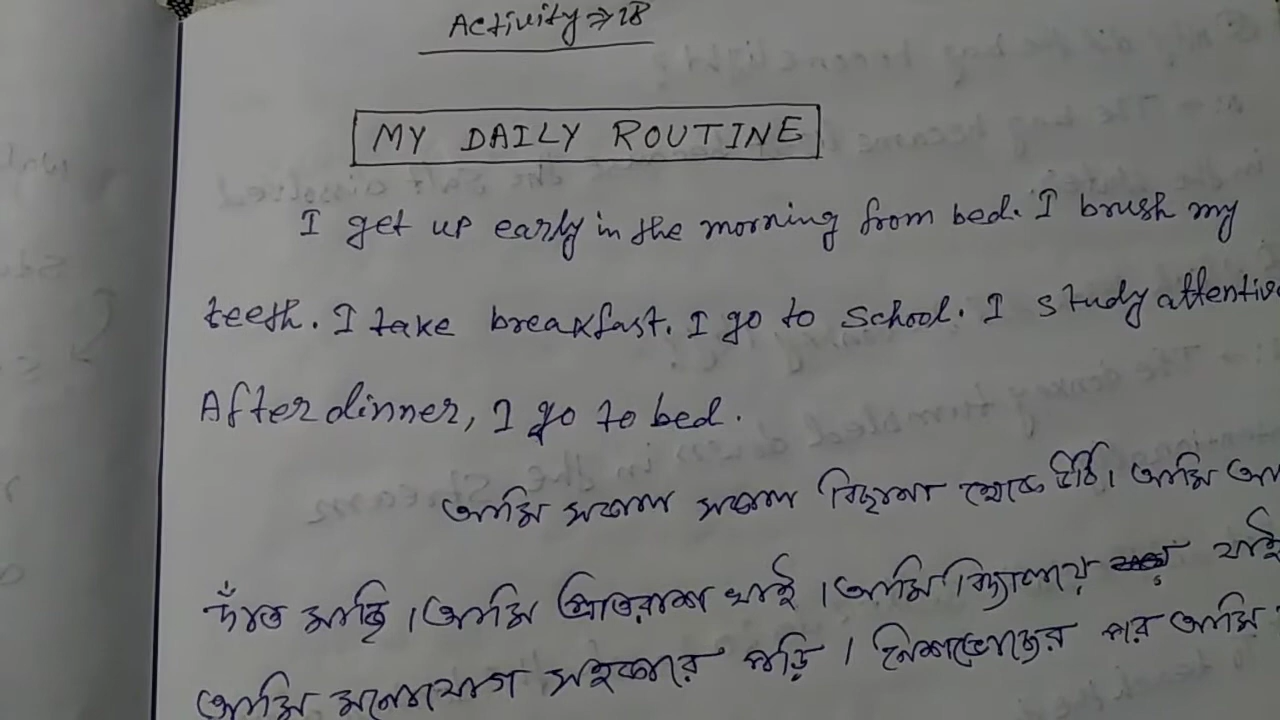 Activity⇒28
MY DAILY ROUTINE
I get up early in the morning from bed. I brush my
teeth. I take breakfast. I go to school. I study attentive
After dinner, I go to bed.
আমি সকাল সকাল বিছানা থেকে উঠি। আমি আ
দাঁত মাজি। আমি প্রাতরাশ খাই। আমি বিদ্যালয়ে যাই
আমি মনোযোগ সহকারে পড়ি। নৈশভোজের পর আমি